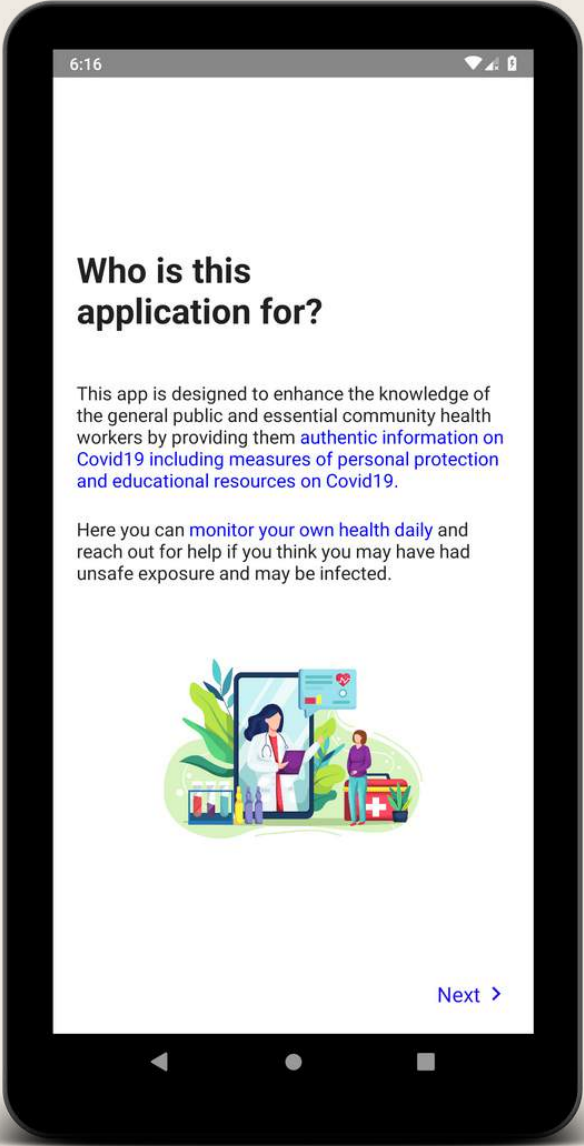 6:16
Who is this
application for?
This app is designed to enhance the knowledge of
the general public and essential community health
workers by providing them authentic information on
Covid19 including measures of personal protection
and educational resources on Covid19.
Here you can monitor your own health daily and
reach out for help if you think you may have had
unsafe exposure and may be infected.
Next